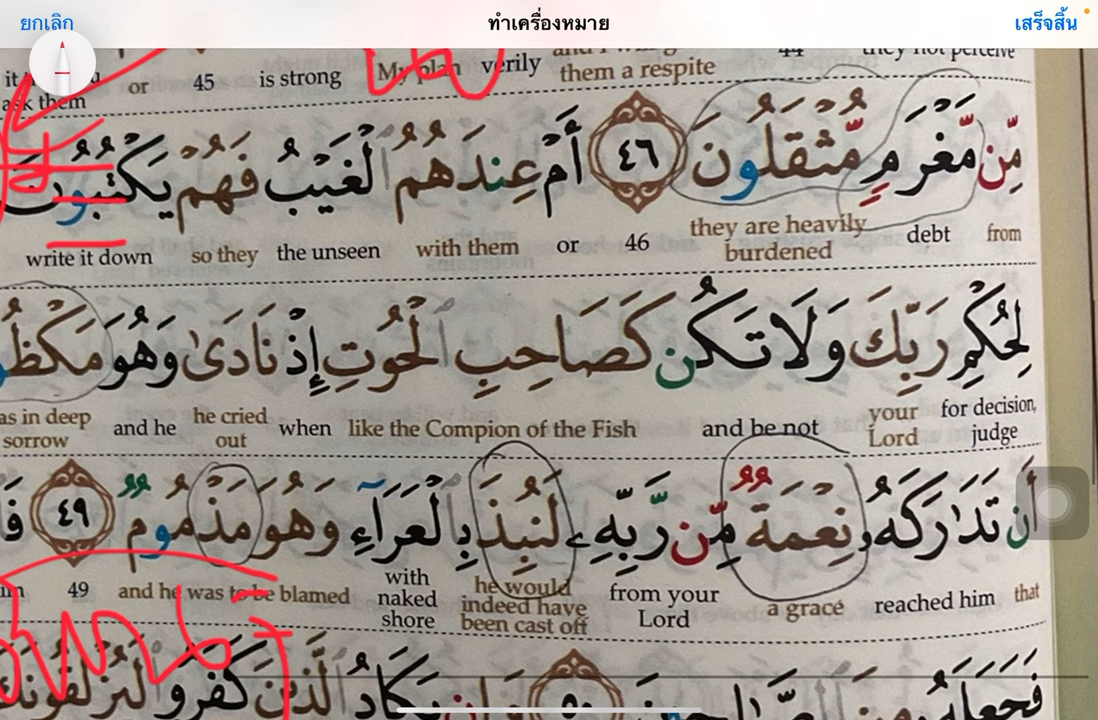 ยกเลิก ทำเครื่องหมาย เสร็จสิ้น
they not perceive 44 them a respite verily My plan is strong 45 or ask them
مِّن مَّغْرَمٍ مُّثْقَلُونَ ٤٦ أَمْ عِندَهُمُ الْغَيْبُ فَهُمْ يَكْتُبُونَ
from debt they are heavily burdened 46 or with them the unseen so they write it down
لِحُكْمِ رَبِّكَ وَلَا تَكُن كَصَاحِبِ الْحُوتِ إِذْ نَادَىٰ وَهُوَ
for decision, judge your Lord and be not like the Compion of the Fish when he cried out and he as in deep sorrow
أَن تَدَارَكَهُ نِعْمَةٌ مِّن رَّبِّهِ لَنُبِذَ بِالْعَرَاءِ وَهُوَ مَذْمُومٌ ٤٩
that reached him a grace from your Lord he would indeed have been cast off with naked shore and he was to be blamed 49
يَكَادُ الَّذِينَ كَفَرُوا